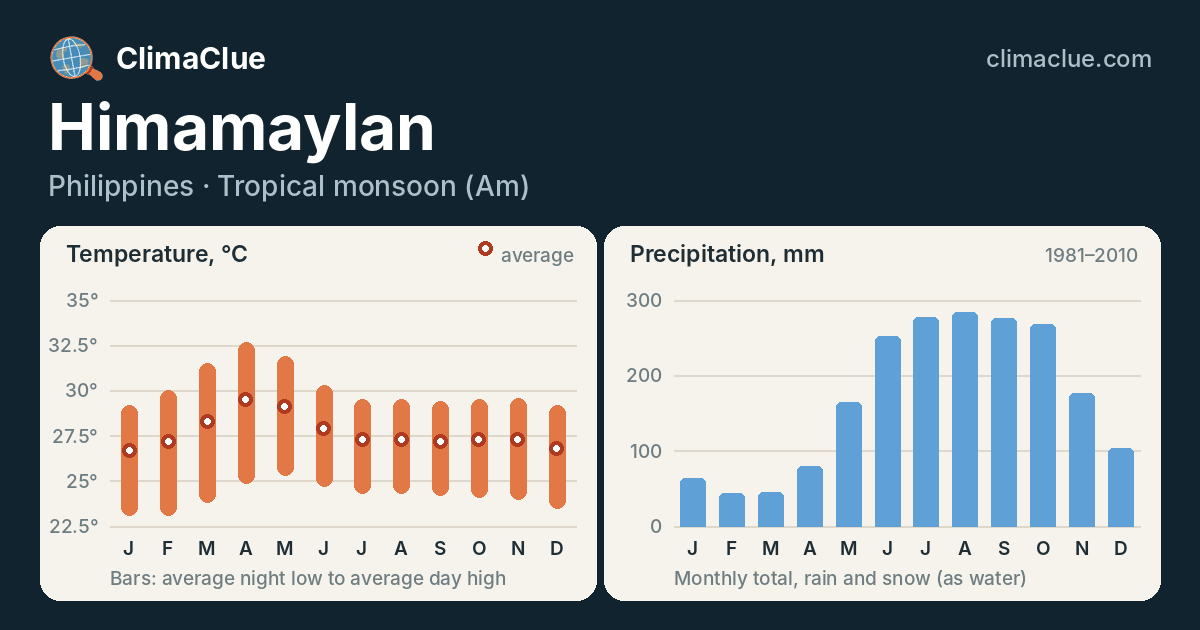 ClimaClue
climaclue.com
Himamaylan
Philippines · Tropical monsoon (Am)
Temperature, °C
average
35°
32.5°
30°
27.5°
25°
22.5°
J F M A M J J A S O N D
Bars: average night low to average day high
Precipitation, mm
1981–2010
300
200
100
0
J F M A M J J A S O N D
Monthly total, rain and snow (as water)